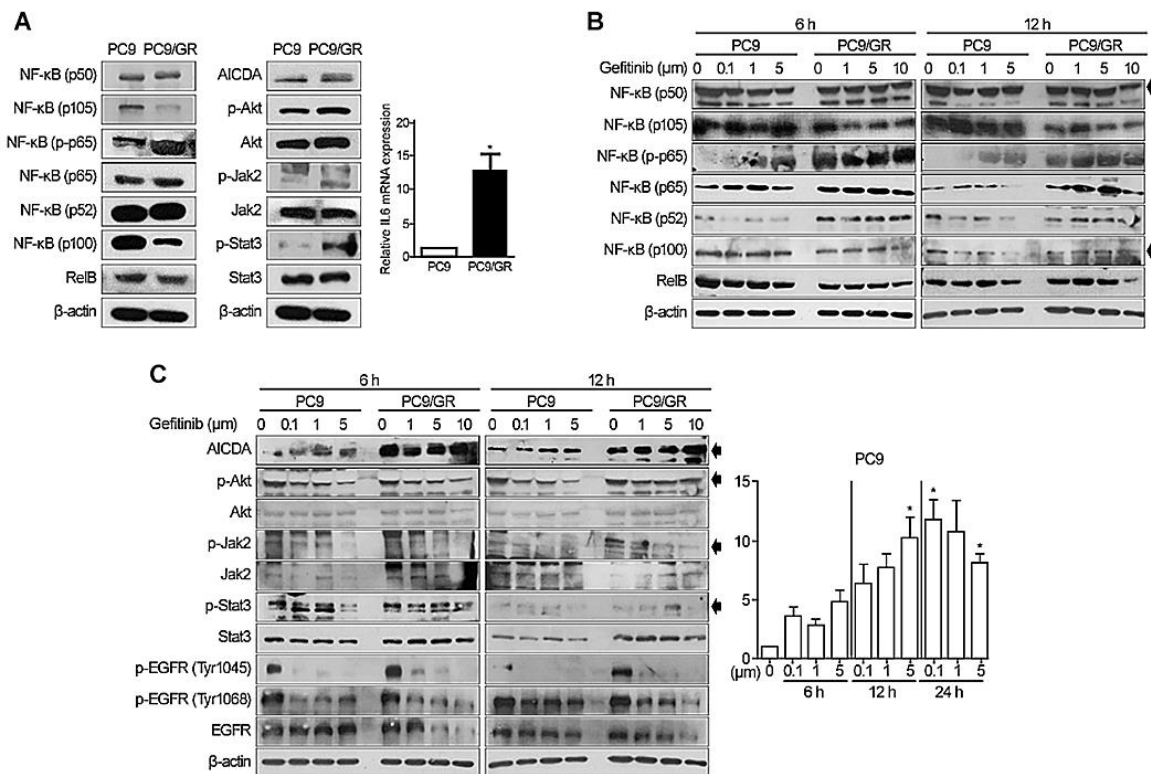 A
PC9 PC9/GR
NF-κB (p50)
NF-κB (p105)
NF-κB (p-p65)
NF-κB (p65)
NF-κB (p52)
NF-κB (p100)
RelB
β-actin
PC9 PC9/GR
AICDA
p-Akt
Akt
p-Jak2
Jak2
p-Stat3
Stat3
β-actin
Relative IL6 mRNA expression
20
15
10
5
0
*
PC9
PC9/GR
B
6 h 12 h
PC9 PC9/GR PC9 PC9/GR
Gefitinib (µm) 0 0.1 1 5 0 1 5 10 0 0.1 1 5 0 1 5 10
NF-κB (p50)
NF-κB (p105)
NF-κB (p-p65)
NF-κB (p65)
NF-κB (p52)
NF-κB (p100)
RelB
β-actin
C
6 h 12 h
PC9 PC9/GR PC9 PC9/GR
Gefitinib (µm) 0 0.1 1 5 0 1 5 10 0 0.1 1 5 0 1 5 10
AICDA
p-Akt
Akt
p-Jak2
Jak2
p-Stat3
Stat3
p-EGFR (Tyr1045)
p-EGFR (Tyr1068)
EGFR
β-actin
PC9
15
10
5
0
* * *
(µm) 0 0.1 1 5 0.1 1 5 0.1 1 5
6 h 12 h 24 h